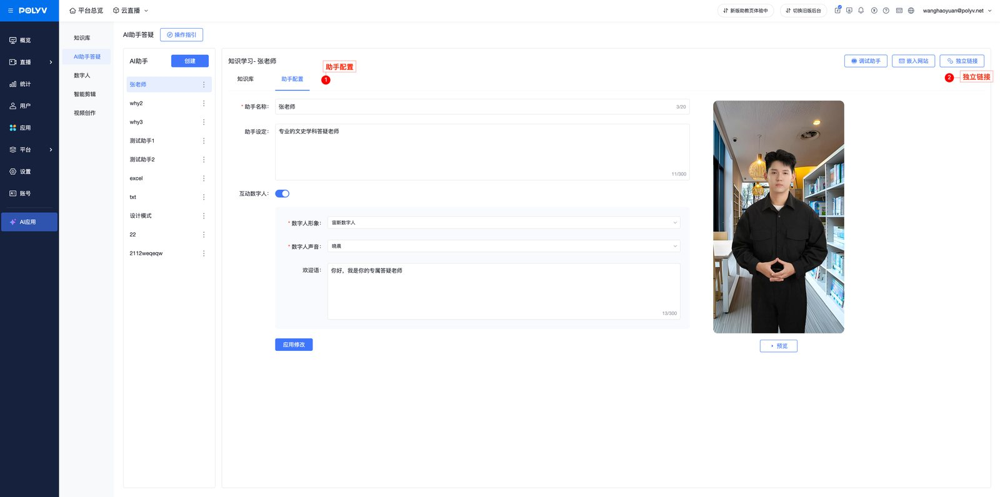 POLYV
平台总览
云直播
新版助教页体验中
切换旧版后台
wanghaoyuan@polyv.net
概览
直播
统计
用户
应用
平台
设置
账号
AI应用
知识库
AI助手答疑
数字人
智能剪辑
视频创作
AI助手答疑
操作指引
AI助手
创建
张老师
why2
why3
测试助手1
测试助手2
excel
txt
设计模式
22
2112weqeqw
知识学习- 张老师
调试助手
嵌入网站
独立链接
知识库
助手配置
1
助手配置
2
独立链接
* 助手名称:
张老师
3/20
助手设定:
专业的文史学科答疑老师
11/300
互动数字人:
* 数字人形象:
宙斯数字人
* 数字人声音:
晓晨
欢迎语:
你好，我是你的专属答疑老师
13/300
应用修改
预览